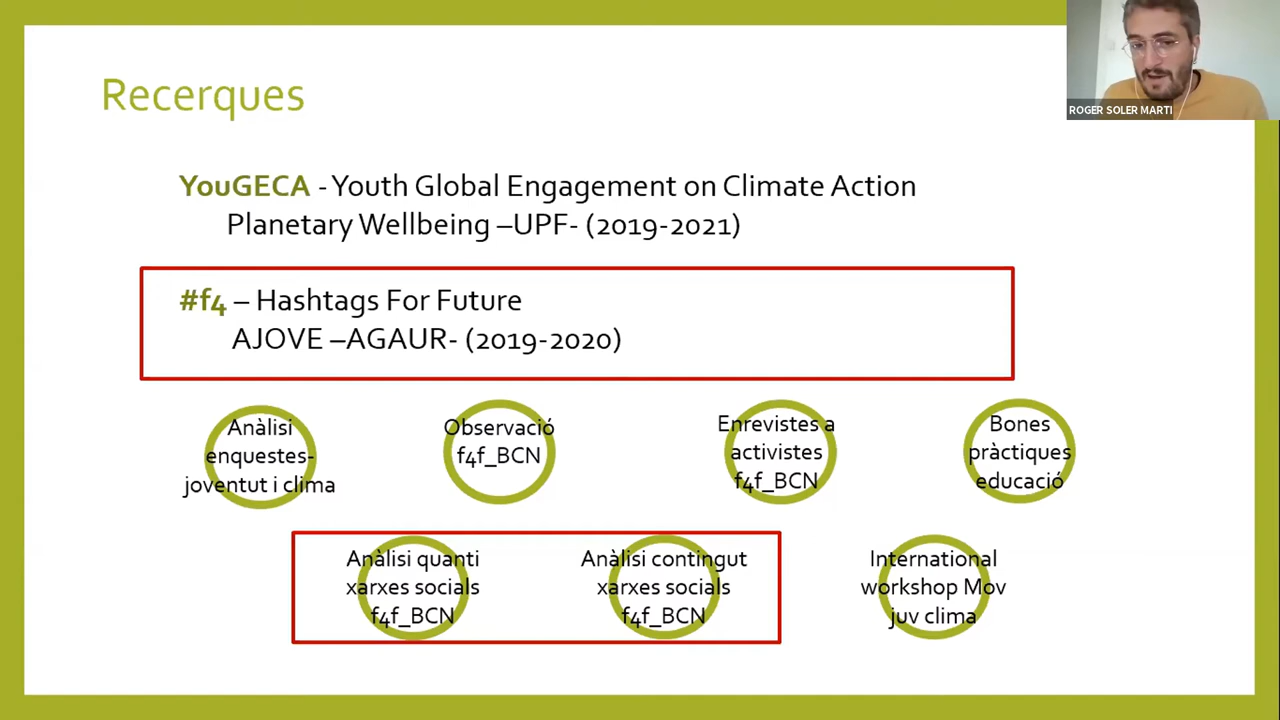 Recerques
ROGER SOLER MARTI
YouGECA - Youth Global Engagement on Climate Action
Planetary Wellbeing –UPF- (2019-2021)
#f4 – Hashtags For Future
AJOVE –AGAUR- (2019-2020)
Anàlisi
enquestes-
joventut i clima
Observació
f4f_BCN
Enrevistes a
activistes
f4f_BCN
Bones
pràctiques
educació
Anàlisi quanti
xarxes socials
f4f_BCN
Anàlisi contingut
xarxes socials
f4f_BCN
International
workshop Mov
juv clima